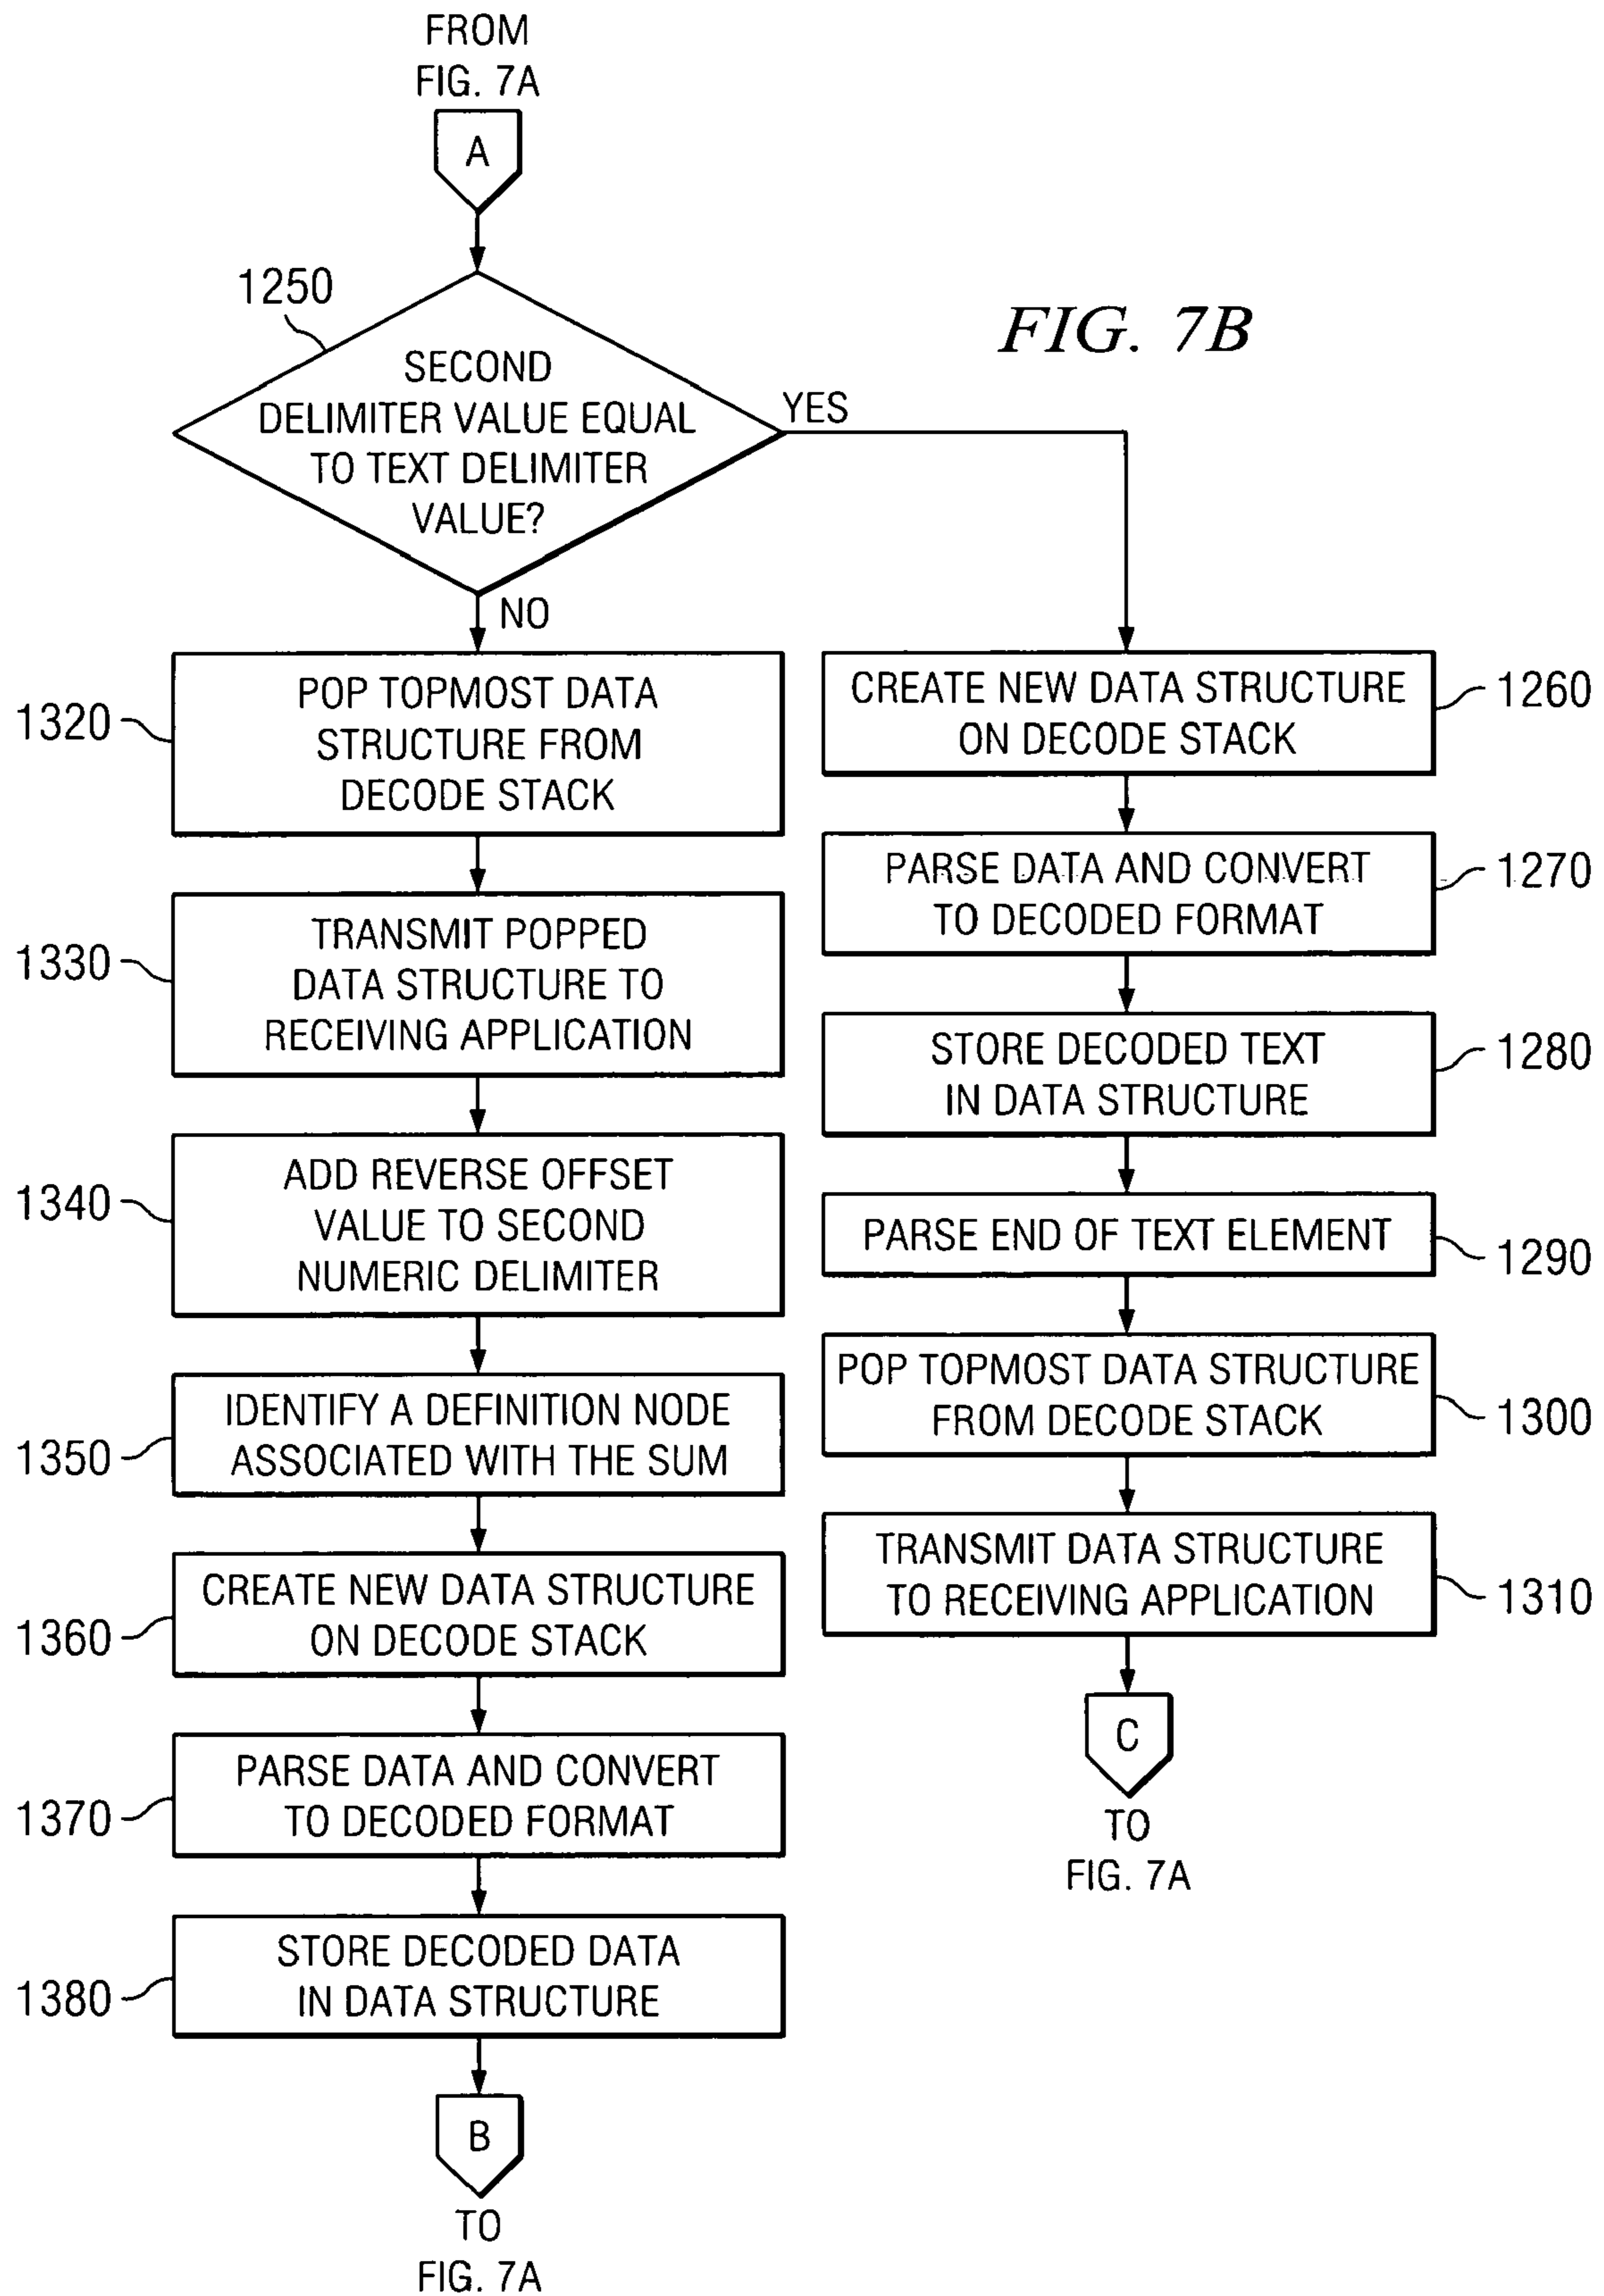 FROM
FIG. 7A
A
1250
FIG. 7B
SECOND
DELIMITER VALUE EQUAL
TO TEXT DELIMITER
VALUE?
YES
NO
1320
POP TOPMOST DATA
STRUCTURE FROM
DECODE STACK
1330
TRANSMIT POPPED
DATA STRUCTURE TO
RECEIVING APPLICATION
1340
ADD REVERSE OFFSET
VALUE TO SECOND
NUMERIC DELIMITER
1350
IDENTIFY A DEFINITION NODE
ASSOCIATED WITH THE SUM
1360
CREATE NEW DATA STRUCTURE
ON DECODE STACK
1370
PARSE DATA AND CONVERT
TO DECODED FORMAT
1380
STORE DECODED DATA
IN DATA STRUCTURE
B
TO
FIG. 7A
CREATE NEW DATA STRUCTURE
ON DECODE STACK
1260
PARSE DATA AND CONVERT
TO DECODED FORMAT
1270
STORE DECODED TEXT
IN DATA STRUCTURE
1280
PARSE END OF TEXT ELEMENT
1290
POP TOPMOST DATA STRUCTURE
FROM DECODE STACK
1300
TRANSMIT DATA STRUCTURE
TO RECEIVING APPLICATION
1310
C
TO
FIG. 7A